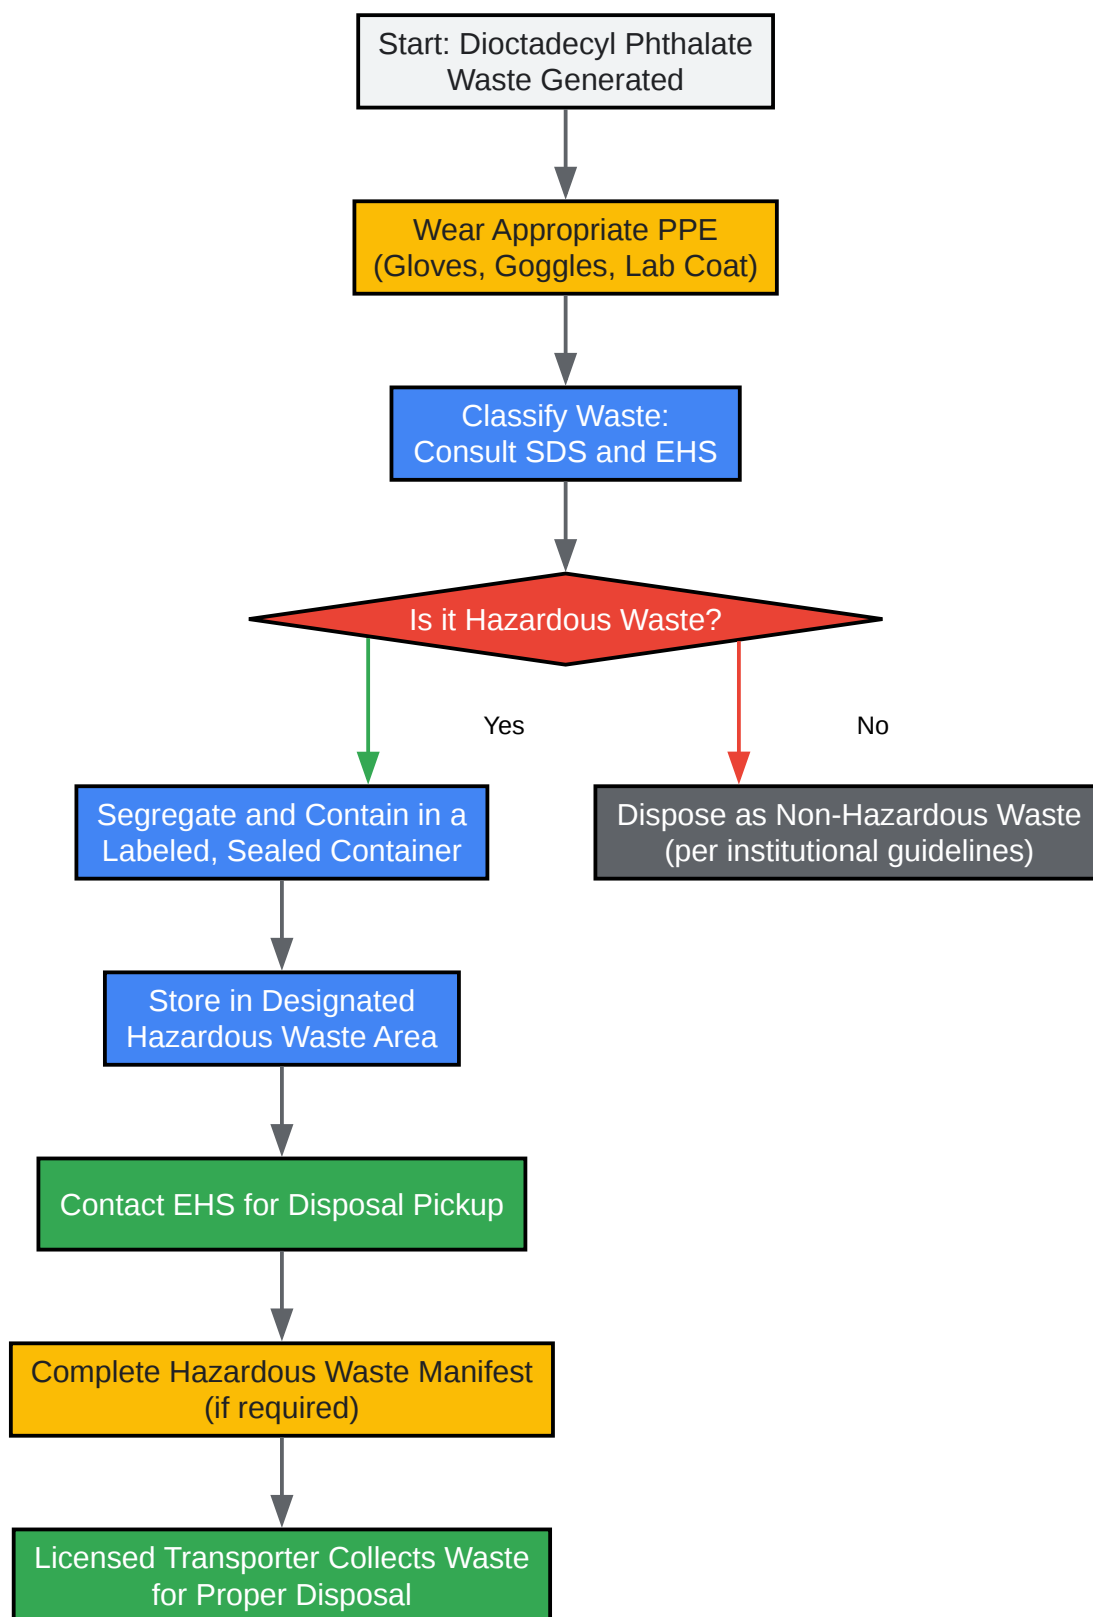 Start: Dioctadecyl Phthalate
Waste Generated
Wear Appropriate PPE
(Gloves, Goggles, Lab Coat)
Classify Waste:
Consult SDS and EHS
Is it Hazardous Waste?
Yes
No
Segregate and Contain in a
Labeled, Sealed Container
Dispose as Non-Hazardous Waste
(per institutional guidelines)
Store in Designated
Hazardous Waste Area
Contact EHS for Disposal Pickup
Complete Hazardous Waste Manifest
(if required)
Licensed Transporter Collects Waste
for Proper Disposal